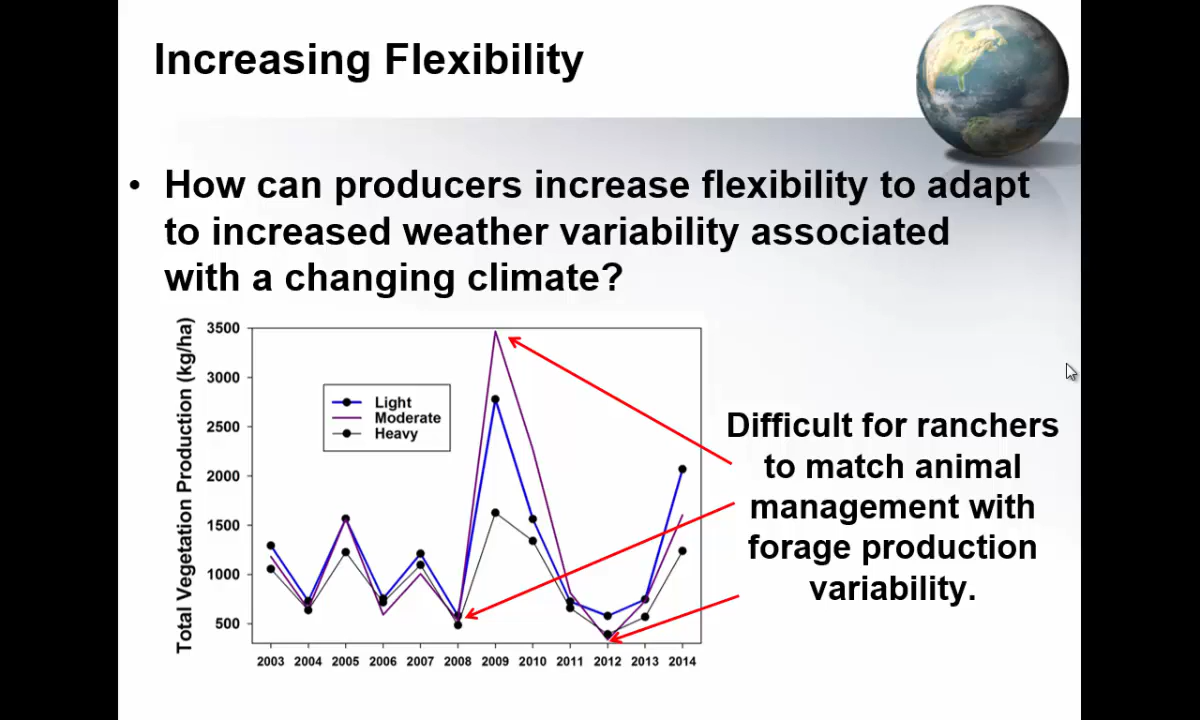 Increasing Flexibility
• How can producers increase flexibility to adapt
to increased weather variability associated
with a changing climate?
Total Vegetation Production (kg/ha)
3500
3000
2500
2000
1500
1000
500
Light
Moderate
Heavy
2003 2004 2005 2006 2007 2008 2009 2010 2011 2012 2013 2014
Difficult for ranchers
to match animal
management with
forage production
variability.